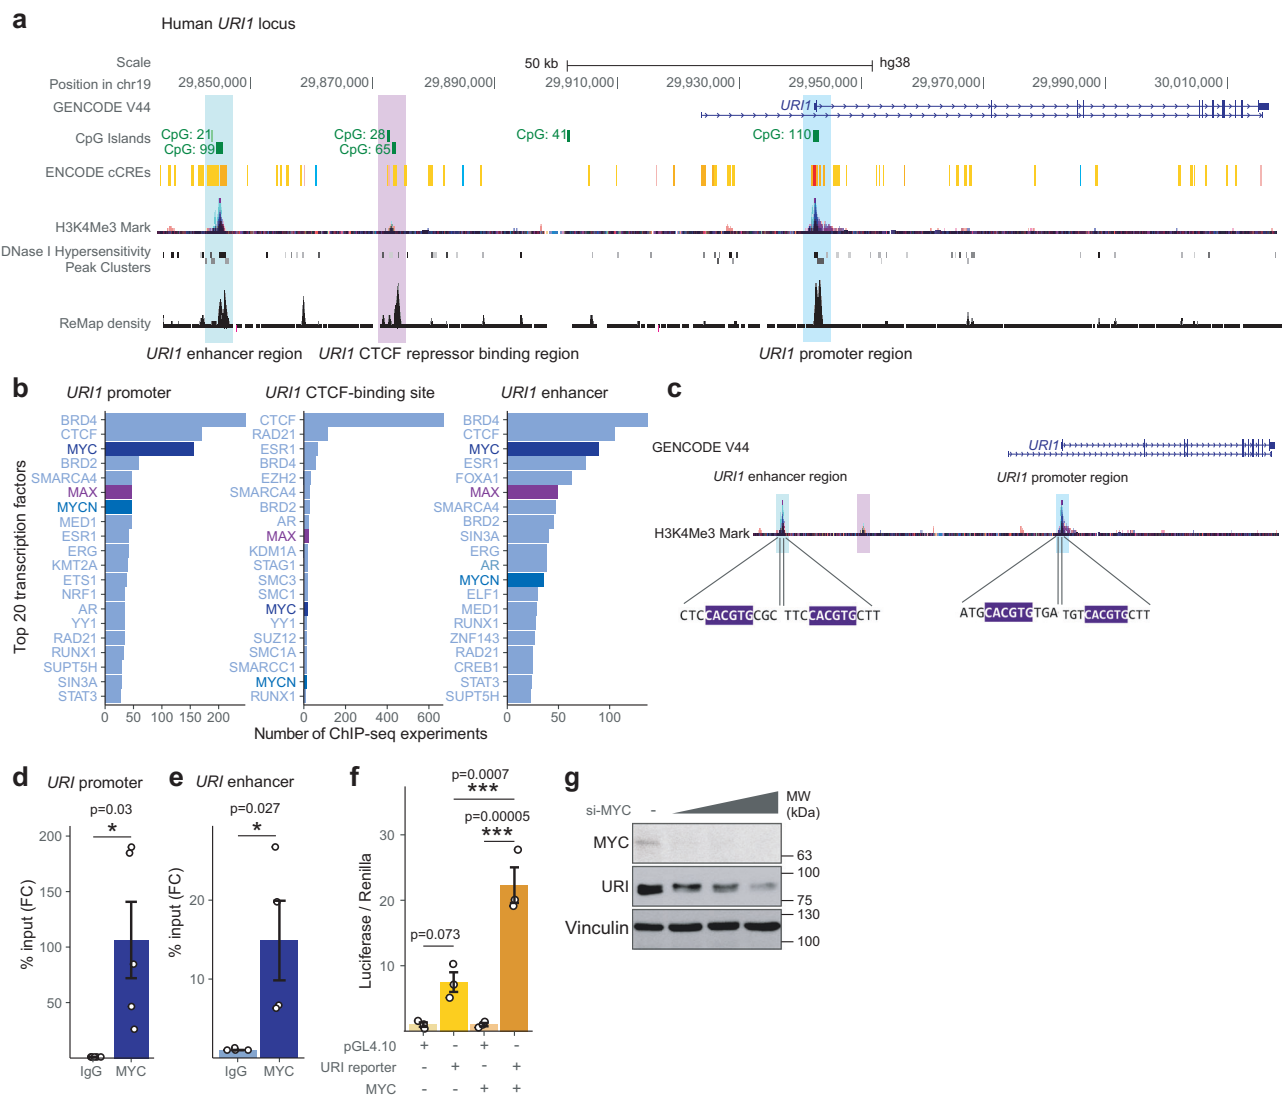 a
Human URI1 locus
Scale
50 kb
hg38
Position in chr19
29,850,000
29,870,000
29,890,000
29,910,000
29,930,000
29,950,000
29,970,000
29,990,000
30,010,000
GENCODE V44
URI1
CpG Islands
CpG: 21
CpG: 99
CpG: 28
CpG: 65
CpG: 41
CpG: 110
ENCODE cCREs
H3K4Me3 Mark
DNase I Hypersensitivity
Peak Clusters
ReMap density
URI1 enhancer region
URI1 CTCF repressor binding region
URI1 promoter region
b
Top 20 transcription factors
URI1 promoter
BRD4
CTCF
MYC
BRD2
SMARCA4
MAX
MYCN
MED1
ESR1
ERG
KMT2A
ETS1
NRF1
AR
YY1
RAD21
RUNX1
SUPT5H
SIN3A
STAT3
0 50 100 150 200
URI1 CTCF-binding site
CTCF
RAD21
ESR1
BRD4
EZH2
SMARCA4
BRD2
AR
MAX
KDM1A
STAG1
SMC3
SMC1
MYC
YY1
SUZ12
SMC1A
SMARCC1
MYCN
RUNX1
0 200 400 600
URI1 enhancer
BRD4
CTCF
MYC
ESR1
FOXA1
MAX
SMARCA4
BRD2
SIN3A
ERG
AR
MYCN
ELF1
MED1
RUNX1
ZNF143
RAD21
CREB1
STAT3
SUPT5H
0 50 100
Number of ChIP-seq experiments
c
GENCODE V44
URI1
URI1 enhancer region
URI1 promoter region
H3K4Me3 Mark
CTCCACGTGCGC TTCCACGTGCTT
ATGCACGTGTGA TGTCACGTGCTT
d
URI promoter
p=0.03
*
% input (FC)
200
150
100
50
IgG MYC
e
URI enhancer
p=0.027
*
% input (FC)
20
10
IgG MYC
f
p=0.0007
***
p=0.00005
***
p=0.073
Luciferase / Renilla
30
20
10
pGL4.10 + - + -
URI reporter - + - +
MYC - - + +
g
si-MYC -
MW
(kDa)
MYC
63
URI
100
75
Vinculin
130
100